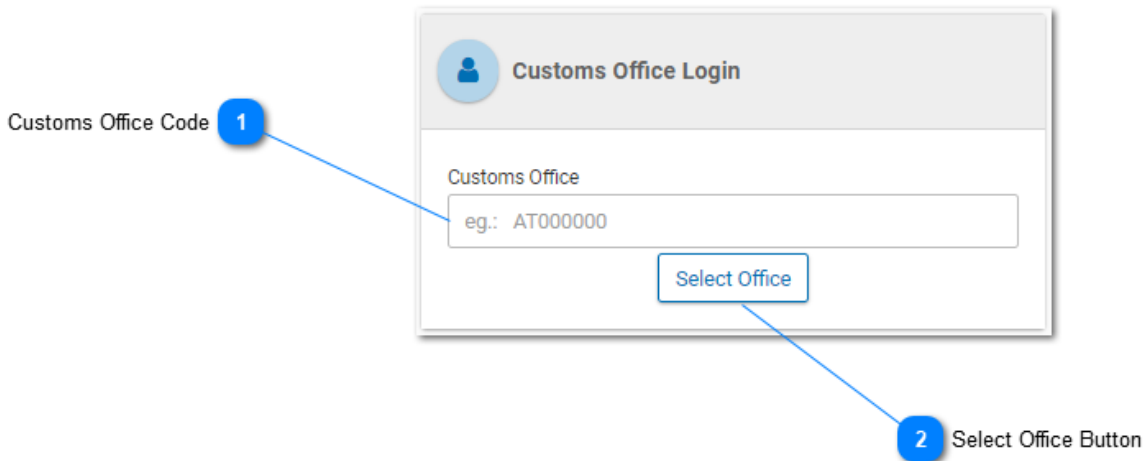 Customs Office Login
Customs Office Code 1
Customs Office
eg.: AT000000
Select Office
2 Select Office Button